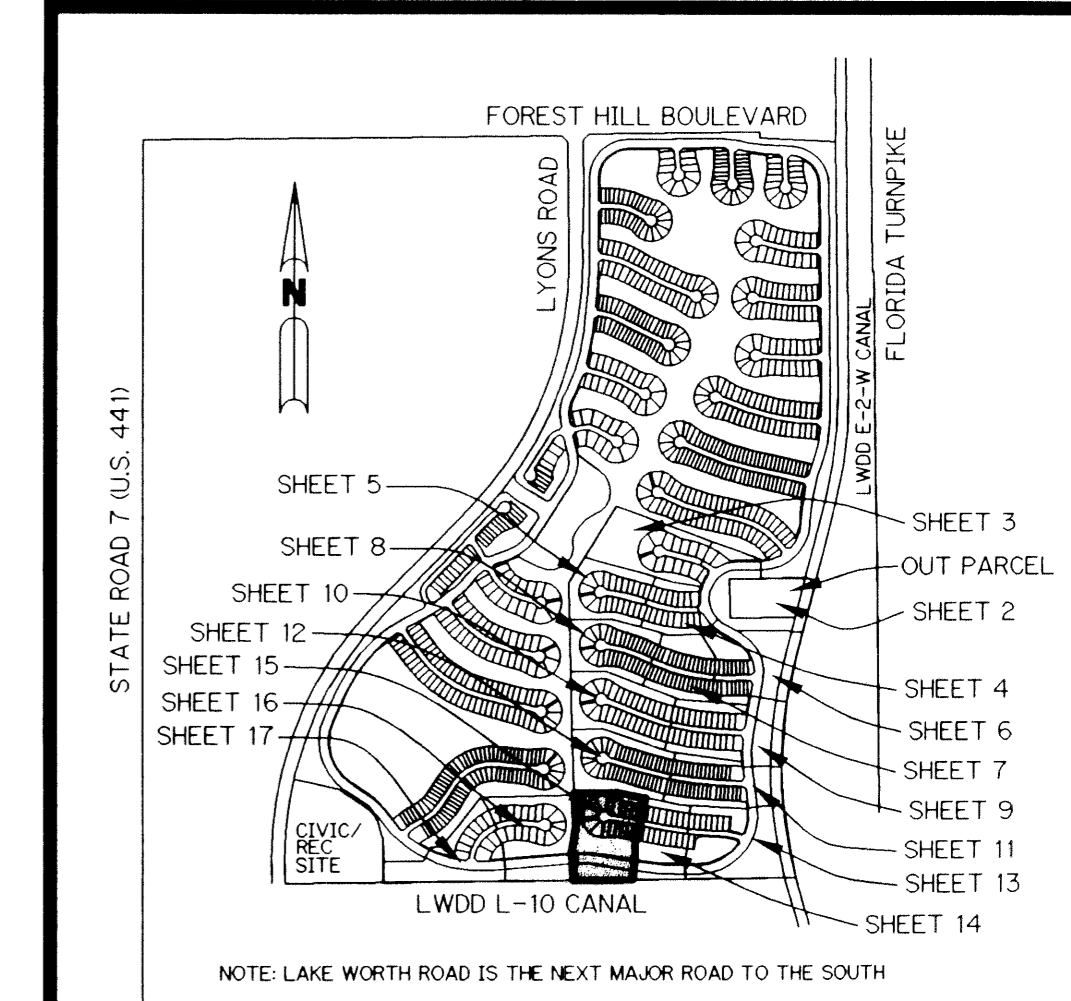 FOREST HILL BOULEVARD
LYONS ROAD
FLORIDA TURNPIKE
N
LWDD E-2-W CANAL
STATE ROAD 7 (U.S. 441)
SHEET 5
SHEET 8
SHEET 10
SHEET 12
SHEET 15
SHEET 16
SHEET 17
SHEET 3
OUT PARCEL
SHEET 2
SHEET 4
SHEET 6
SHEET 7
SHEET 9
SHEET 11
SHEET 13
SHEET 14
CIVIC/
REC
SITE
LWDD L-10 CANAL
NOTE: LAKE WORTH ROAD IS THE NEXT MAJOR ROAD TO THE SOUTH